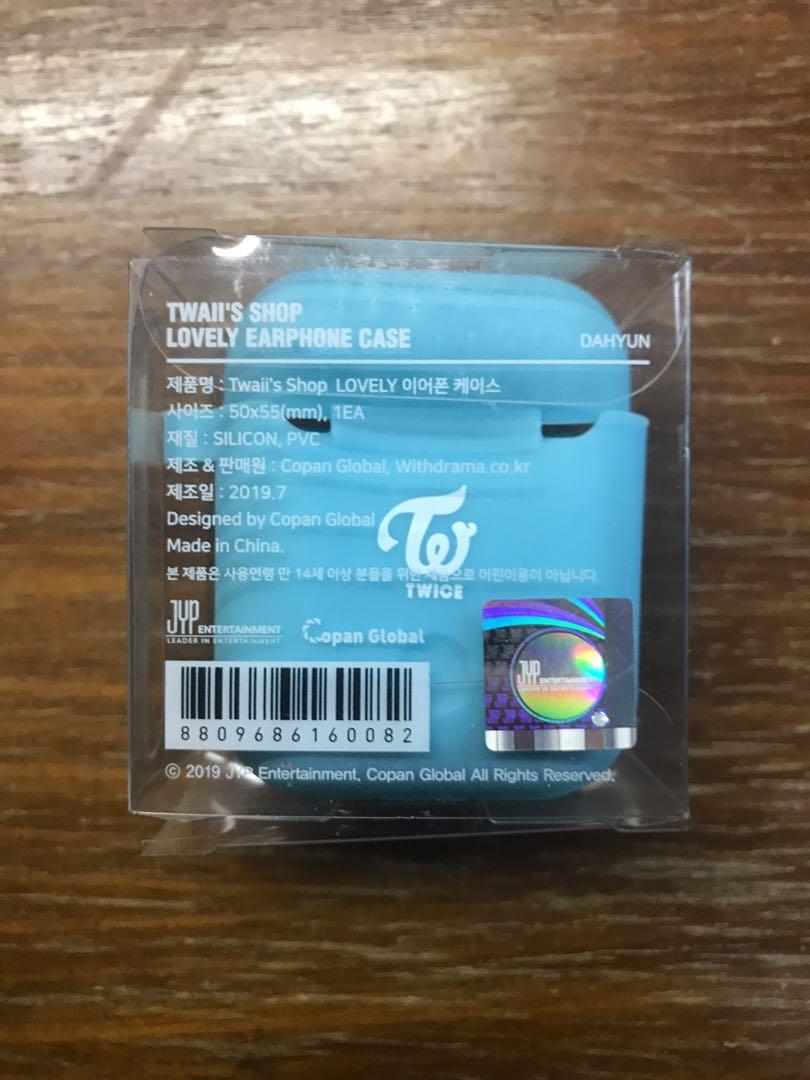 TWAII'S SHOP
LOVELY EARPHONE CASE
DAHYUN
제품명 : Twaii's Shop LOVELY 이어폰 케이스
사이즈 : 50x55(mm), 1EA
재질 : SILICON, PVC
제조 & 판매원 : Copan Global, Withdrama.co.kr
제조일 : 2019.7
Designed by Copan Global
Made in China.
본 제품은 사용연령 만 14세 이상 분들을 위한 제품으로 어린이용이 아닙니다.
TWICE
JYP ENTERTAINMENT
LEADER IN ENTERTAINMENT
Copan Global
JYP ENTERTAINMENT
LEADER IN ENTERTAINMENT
8809686160082
© 2019 JYP Entertainment, Copan Global All Rights Reserved.